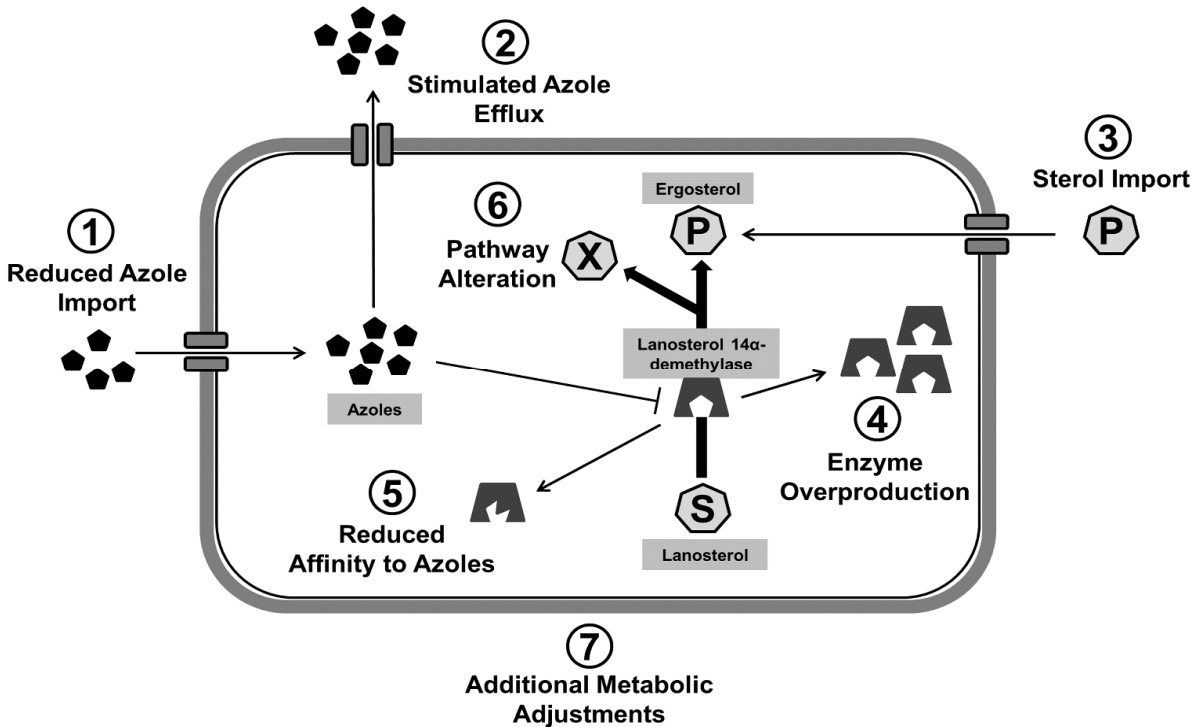 2
Stimulated Azole
Efflux
3
Sterol Import
P
1
Reduced Azole
Import
6
Pathway
Alteration
X
Ergosterol
P
Lanosterol 14α-
demethylase
Azoles
4
Enzyme
Overproduction
5
Reduced
Affinity to Azoles
S
Lanosterol
7
Additional Metabolic
Adjustments